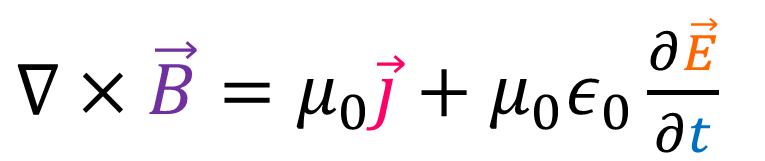 ∇ × B⃗ = μ₀j⃗ + μ₀ϵ₀ ∂E⃗/∂t